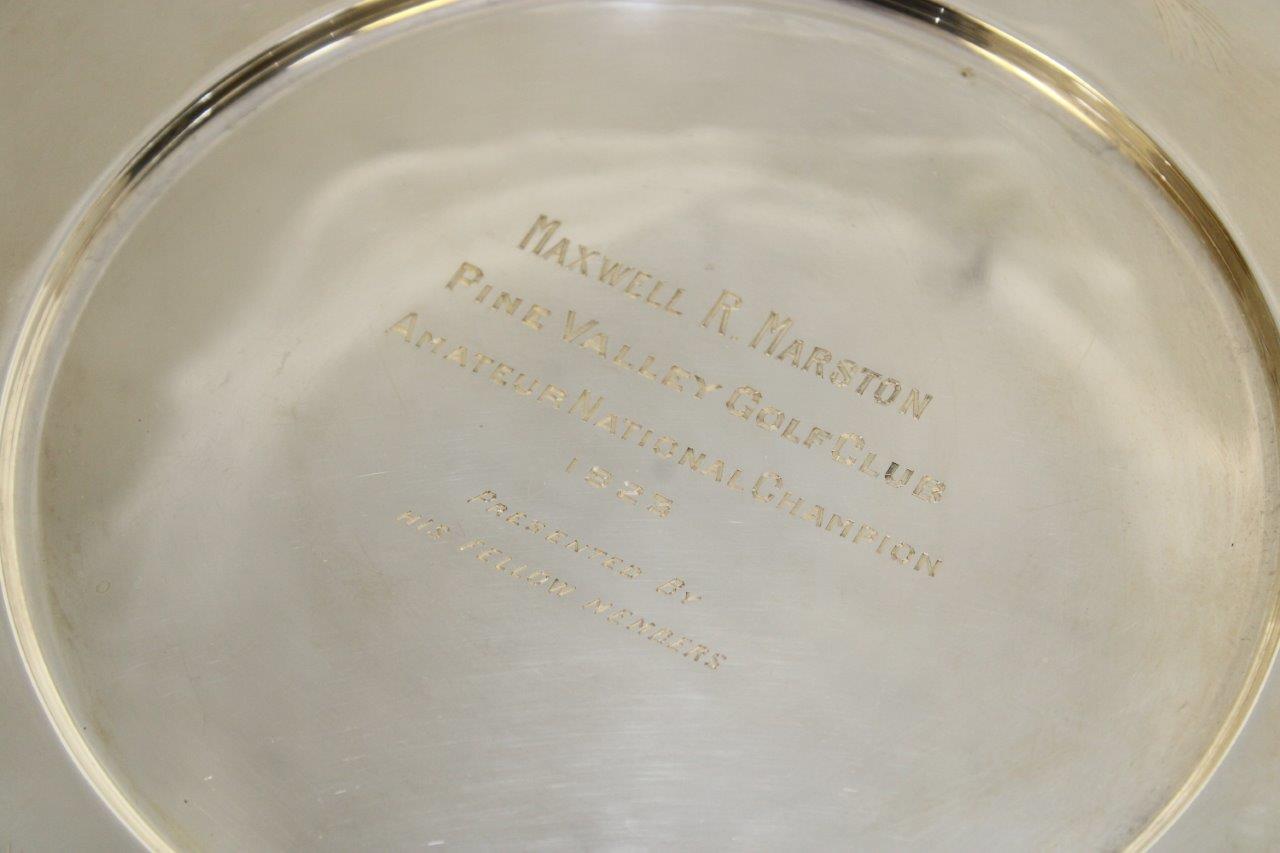 MAXWELL R. MARSTON
PINE VALLEY GOLF CLUB
AMATEUR NATIONAL CHAMPION
1923
PRESENTED BY
HIS FELLOW MEMBERS